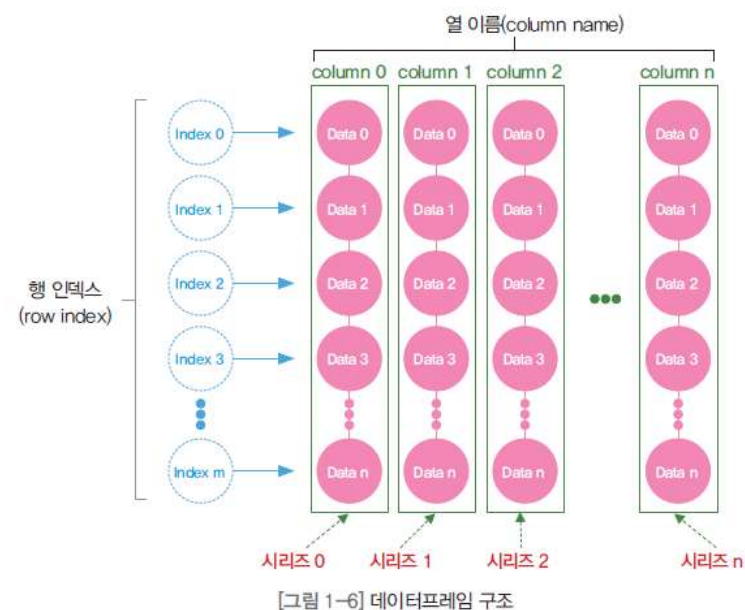 열 이름(column name)
column 0 column 1 column 2 column n
Index 0 Data 0 Data 0 Data 0 Data 0
Index 1 Data 1 Data 1 Data 1 Data 1
Index 2 Data 2 Data 2 Data 2 Data 2
행 인덱스
(row index)
Index 3 Data 3 Data 3 Data 3 Data 3
Index m Data n Data n Data n Data n
시리즈 0 시리즈 1 시리즈 2 시리즈 n
[그림 1-6] 데이터프레임 구조